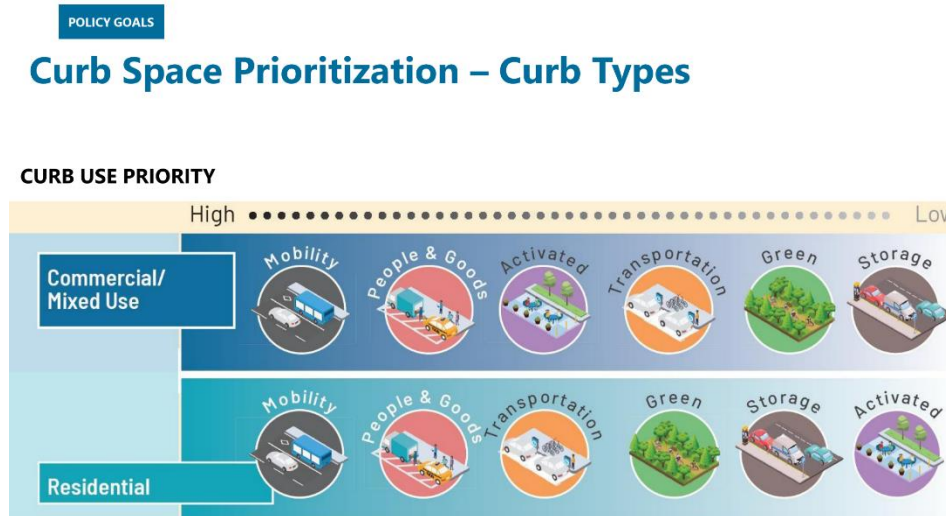 POLICY GOALS
Curb Space Prioritization – Curb Types
CURB USE PRIORITY
High
Commercial/
Mixed Use
Mobility
People & Goods
Activated
Transportation
Green
Storage
Residential
Mobility
People & Goods
Transportation
Green
Storage
Activated